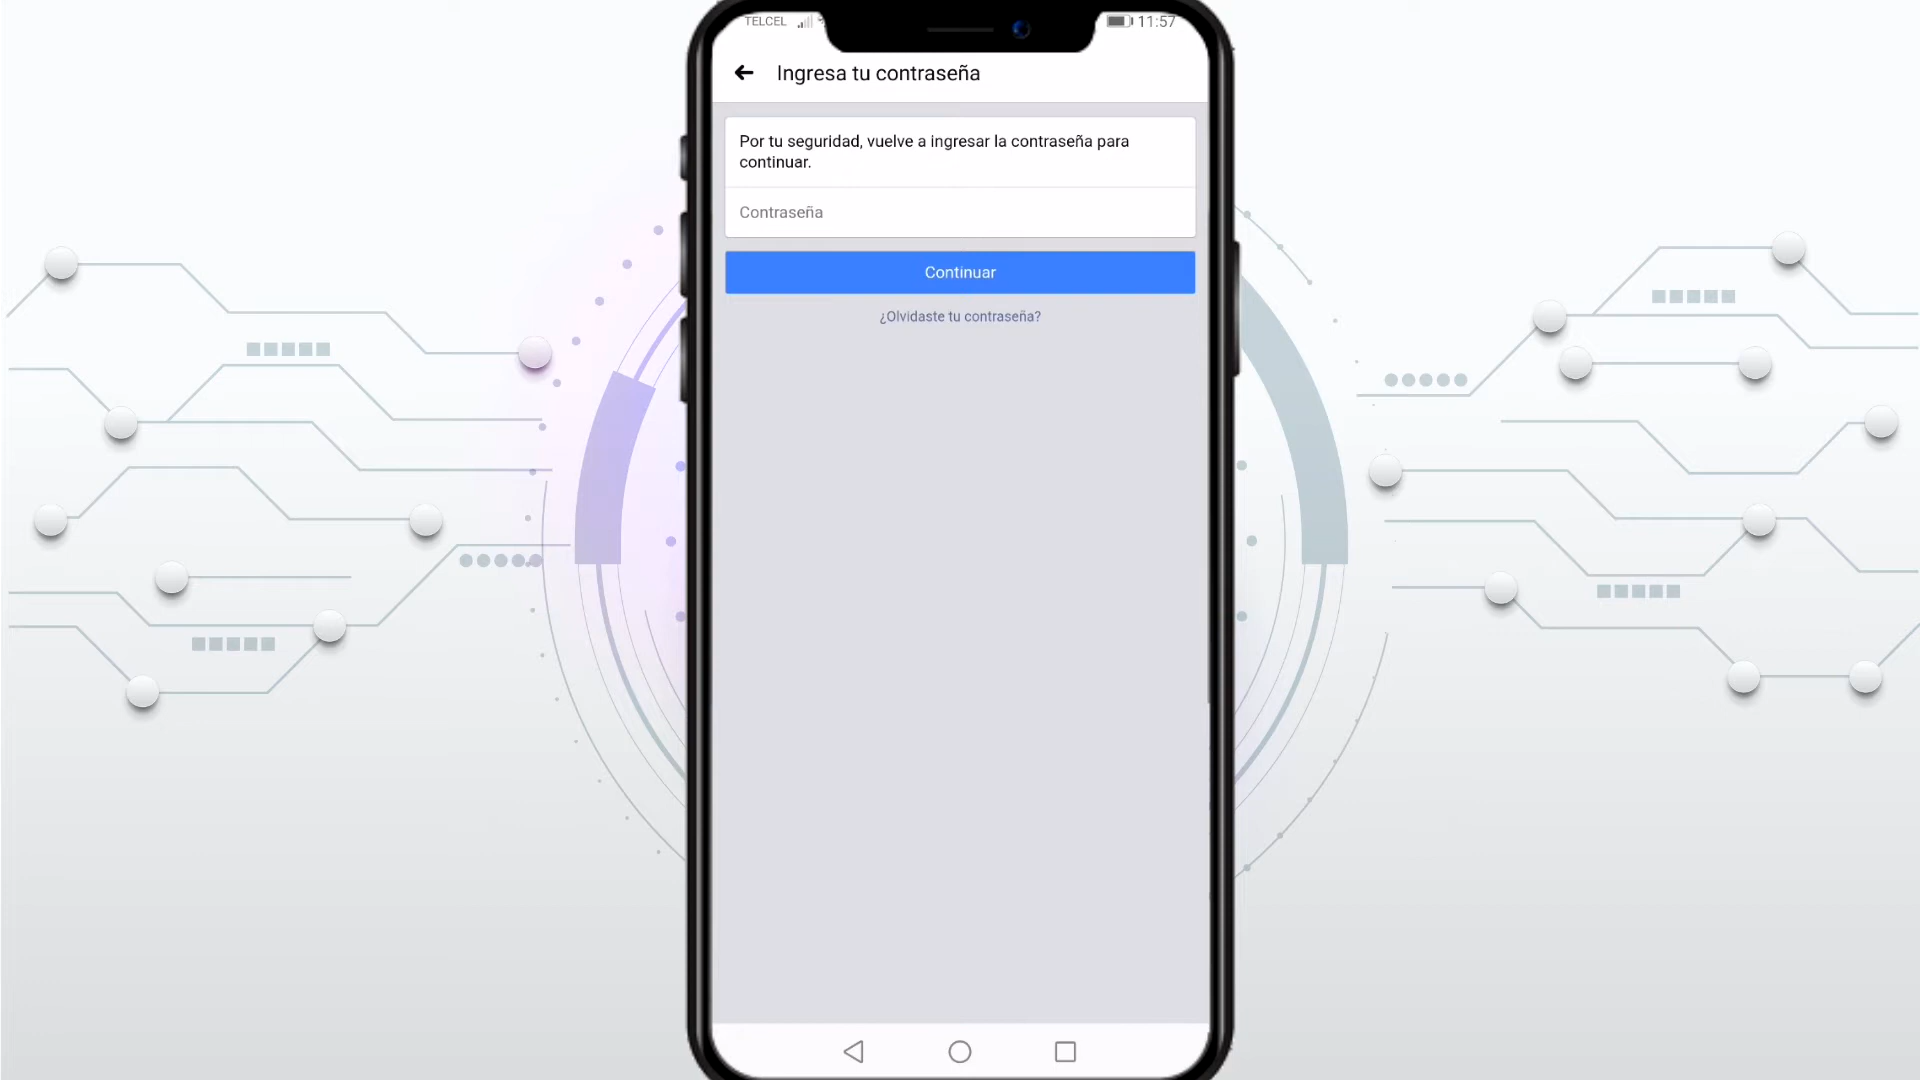 TELCEL
11:57
Ingresa tu contraseña
Por tu seguridad, vuelve a ingresar la contraseña para
continuar.
Contraseña
Continuar
¿Olvidaste tu contraseña?